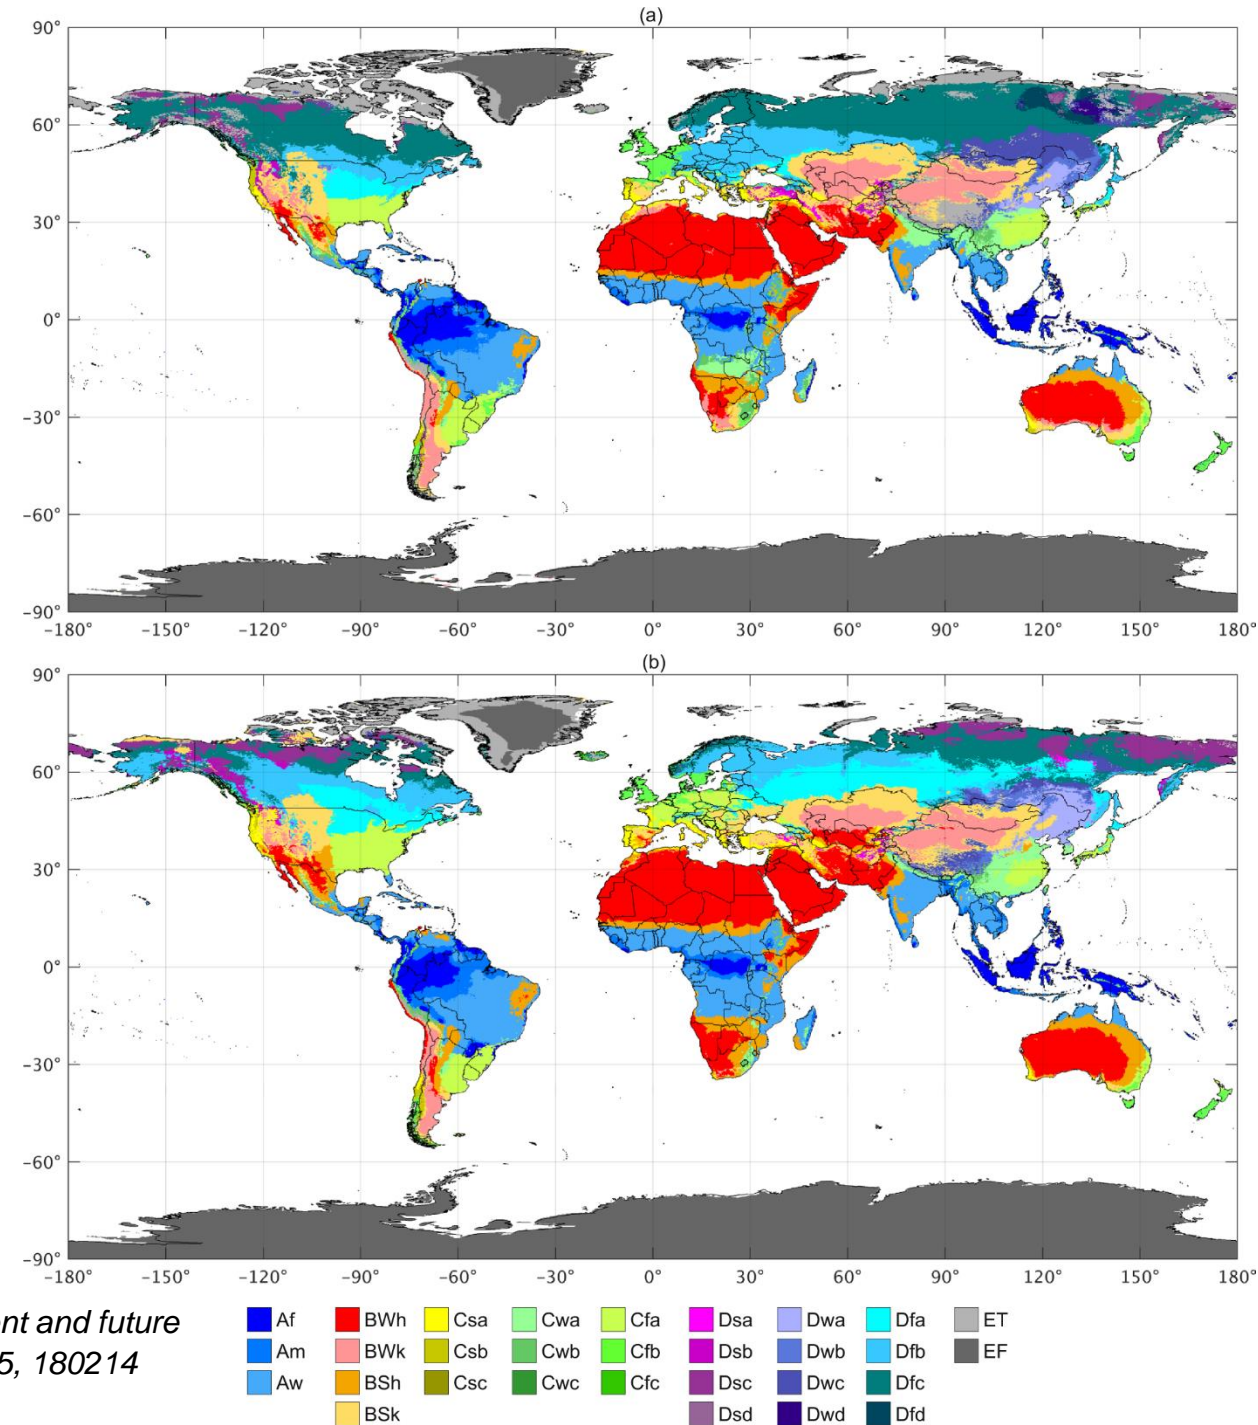 (a)
90°
60°
30°
0°
−30°
−60°
−90°
−180° −150° −120° −90° −60° −30° 0° 30° 60° 90° 120° 150° 180°
(b)
90°
60°
30°
0°
−30°
−60°
−90°
−180° −150° −120° −90° −60° −30° 0° 30° 60° 90° 120° 150° 180°
nt and future
5, 180214
Af BWh Csa Cwa Cfa Dsa Dwa Dfa ET
Am BWk Csb Cwb Cfb Dsb Dwb Dfb EF
Aw BSh Csc Cwc Cfc Dsc Dwc Dfc
BSk Dsd Dwd Dfd